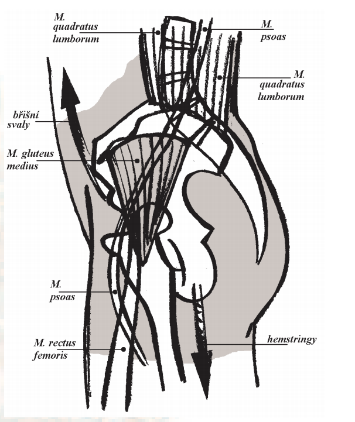 M.
quadratus
lumborum
M.
psoas
M.
quadratus
lumborum
břišní
svaly
M. gluteus
medius
M.
psoas
M. rectus
femoris
hemstringy